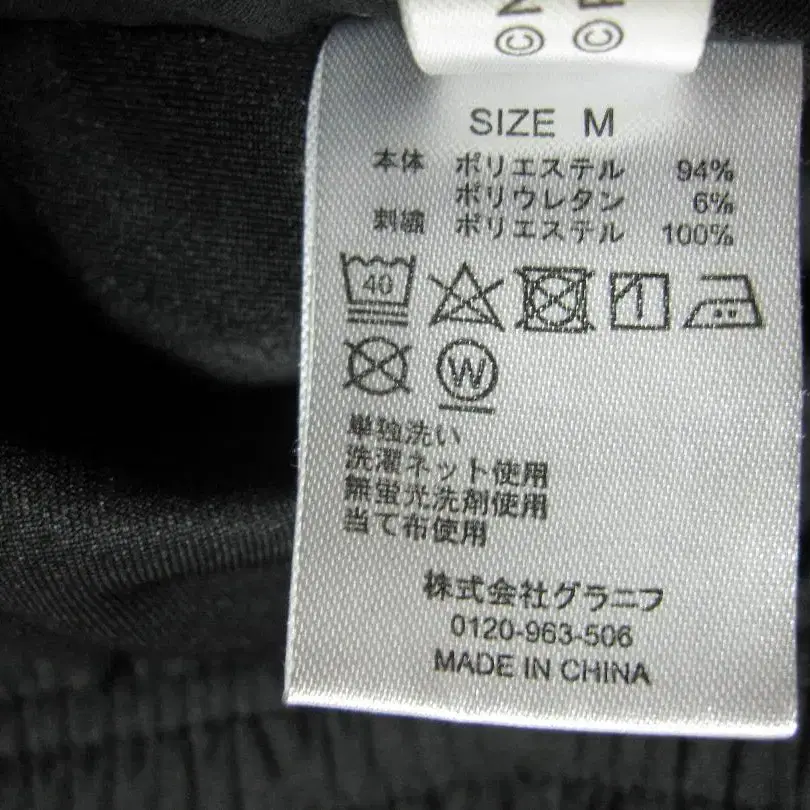 ©N
©F
SIZE M
本体 ポリエステル 94%
ポリウレタン 6%
刺繍 ポリエステル 100%
40
W
単独洗い
洗濯ネット使用
無蛍光洗剤使用
当て布使用
株式会社グラニフ
0120-963-506
MADE IN CHINA